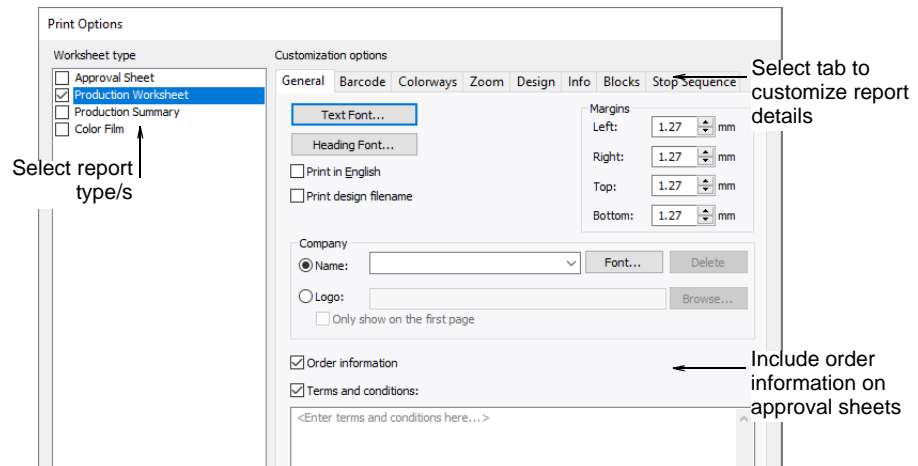 Print Options
Worksheet type
Approval Sheet
Production Worksheet
Production Summary
Color Film
Select report
type/s
Customization options
General Barcode Colorways Zoom Design Info Blocks Stop Sequence
Select tab to
customize report
details
Text Font...
Heading Font...
Print in English
Print design filename
Margins
Left: 1.27 mm
Right: 1.27 mm
Top: 1.27 mm
Bottom: 1.27 mm
Company
Name: Font... Delete
Logo: Browse...
Only show on the first page
Order information
Include order
information on
approval sheets
Terms and conditions:
<Enter terms and conditions here...>